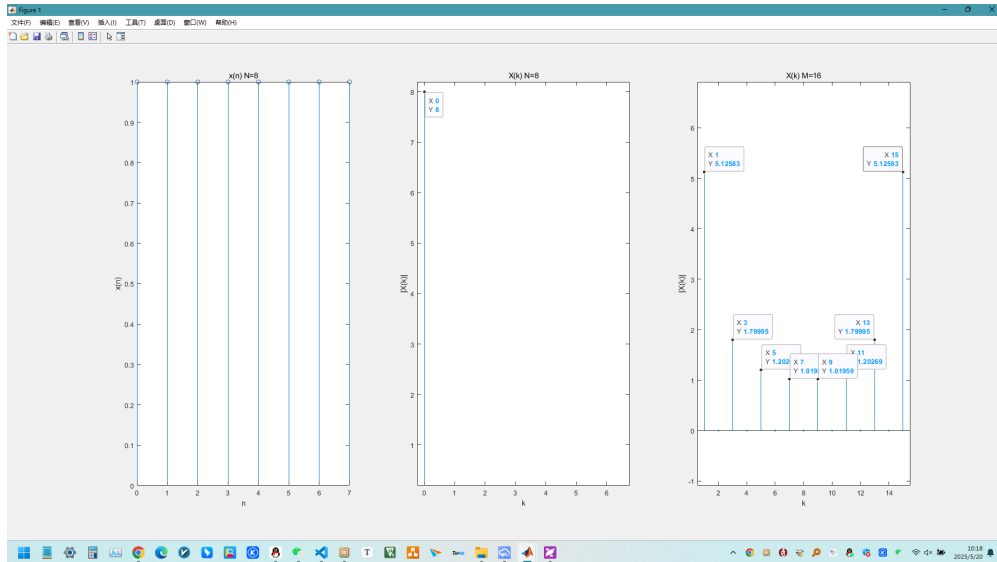 Figure 1
文件(F) 编辑(E) 查看(V) 插入(I) 工具(T) 桌面(D) 窗口(W) 帮助(H)
x(n) N=8
1
0.9
0.8
0.7
0.6
0.5
0.4
0.3
0.2
0.1
0
x(n)
0 1 2 3 4 5 6 7
n
X(k) N=8
X 0
Y 8
8
7
6
5
4
3
2
1
|X(k)|
0 1 2 3 4 5 6
k
X(k) M=16
X 1
Y 5.12583
X 15
Y 5.12583
X 3
Y 1.79995
X 13
Y 1.79995
X 5
Y 1.202
X 7
Y 1.019
X 9
Y 1.01959
X 11
1.20269
6
5
4
3
2
1
0
-1
|X(k)|
2 4 6 8 10 12 14
k
10:18
2025/5/20